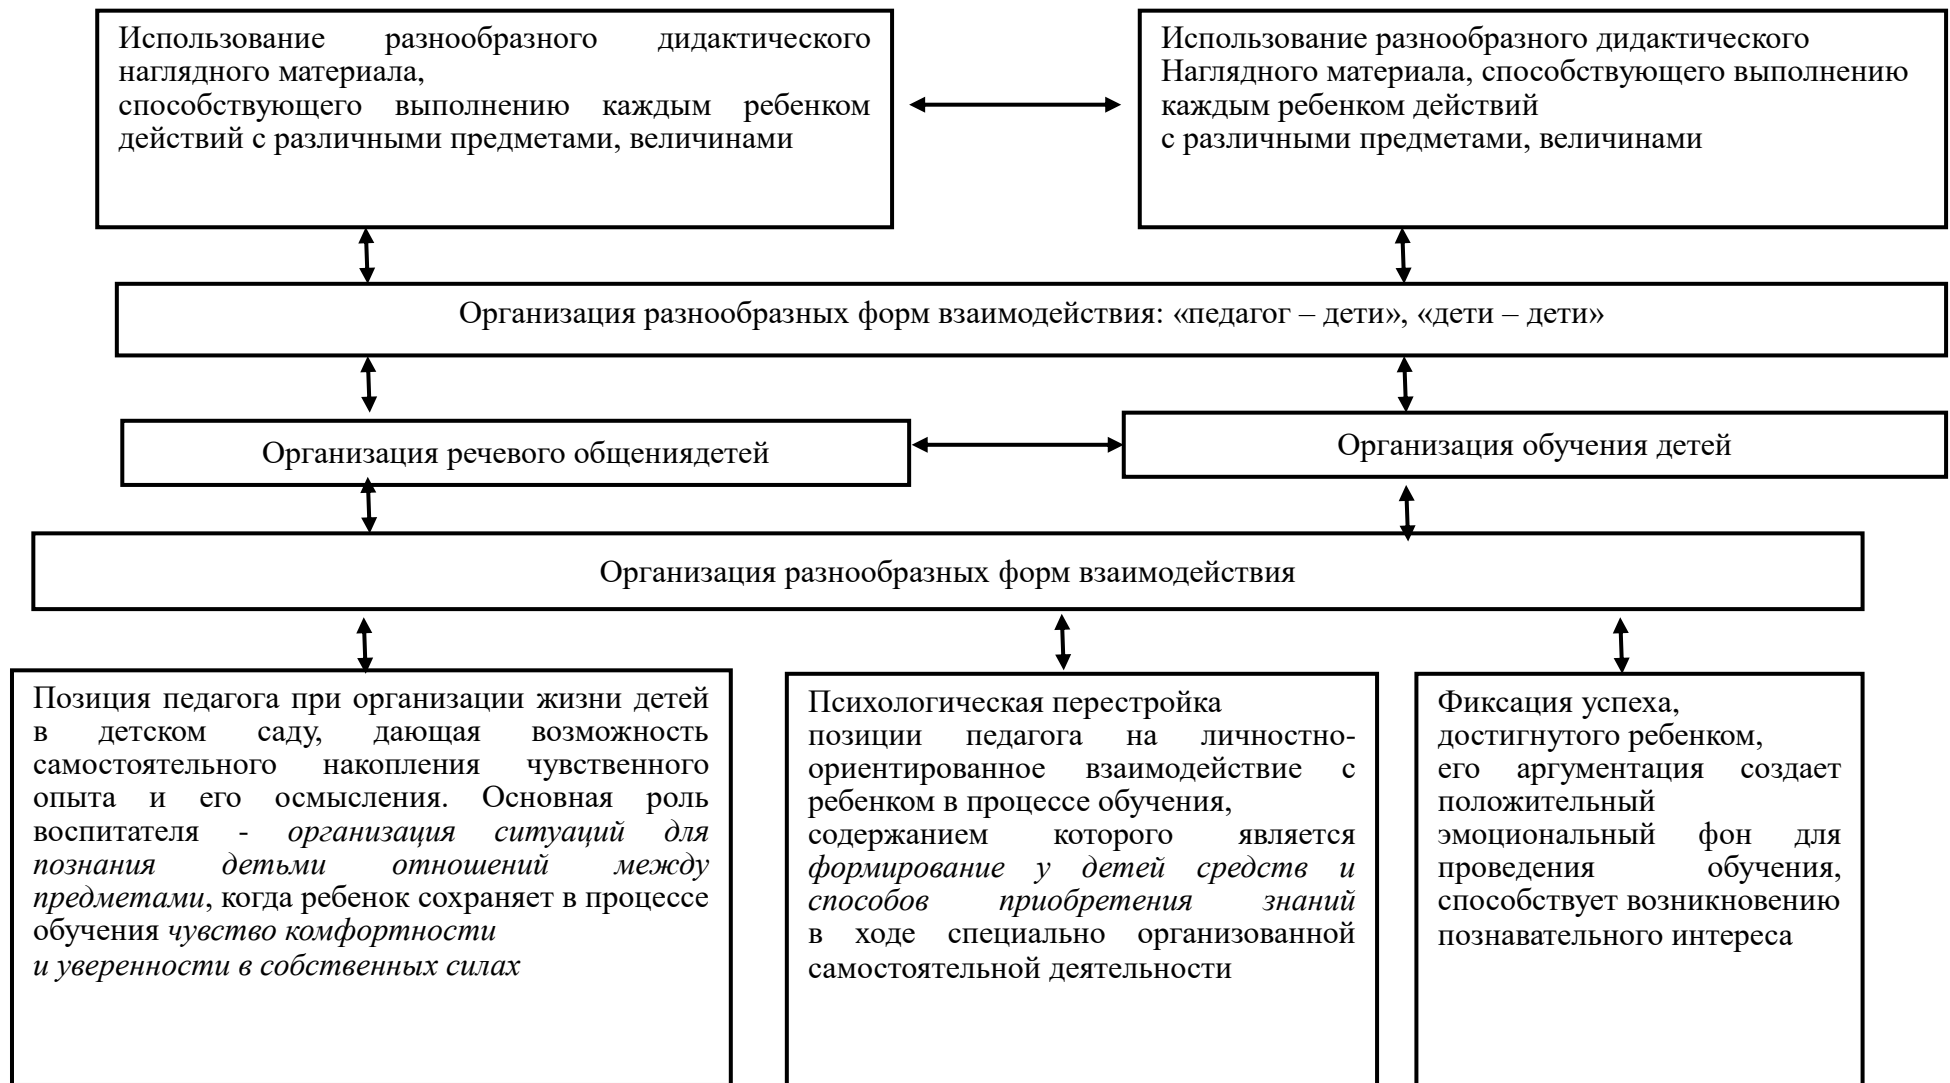 Использование разнообразного дидактического
наглядного материала,
способствующего выполнению каждым ребенком
действий с различными предметами, величинами
Использование разнообразного дидактического
Наглядного материала, способствующего выполнению
каждым ребенком действий
с различными предметами, величинами
Организация разнообразных форм взаимодействия: «педагог – дети», «дети – дети»
Организация речевого общениядетей
Организация обучения детей
Организация разнообразных форм взаимодействия
Позиция педагога при организации жизни детей
в детском саду, дающая возможность
самостоятельного накопления чувственного
опыта и его осмысления. Основная роль
воспитателя - организация ситуаций для
познания детьми отношений между
предметами, когда ребенок сохраняет в процессе
обучения чувство комфортности
и уверенности в собственных силах
Психологическая перестройка
позиции педагога на личностно-
ориентированное взаимодействие с
ребенком в процессе обучения,
содержанием которого является
формирование у детей средств и
способов приобретения знаний
в ходе специально организованной
самостоятельной деятельности
Фиксация успеха,
достигнутого ребенком,
его аргументация создает
положительный
эмоциональный фон для
проведения обучения,
способствует возникновению
познавательного интереса